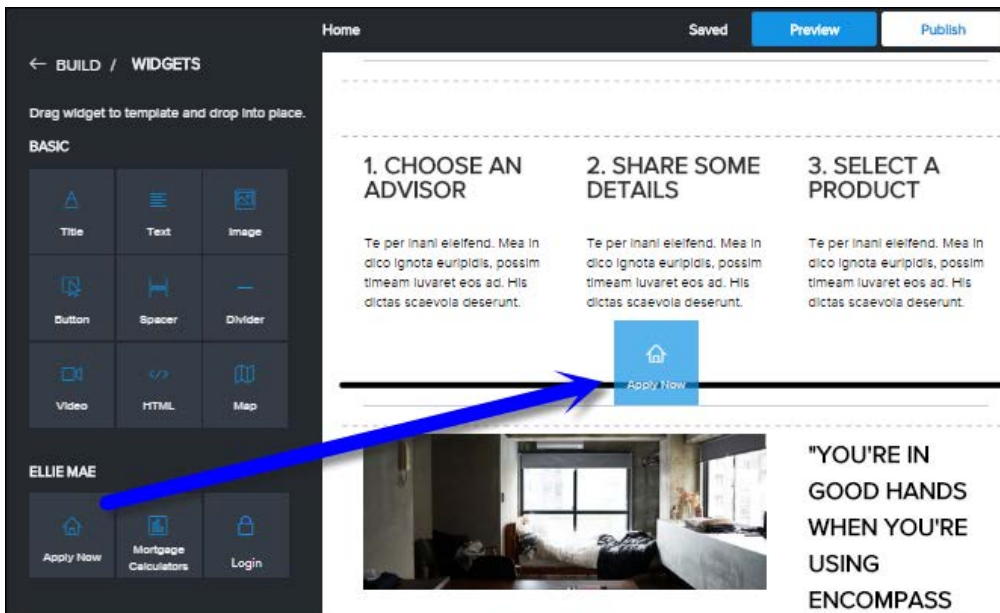 Home
Saved
Preview
Publish
← BUILD / WIDGETS
Drag widget to template and drop into place.
BASIC
Title
Text
Image
Button
Spacer
Divider
Video
HTML
Map
ELLIE MAE
Apply Now
Mortgage
Calculators
Login
1. CHOOSE AN
ADVISOR
Te per inani eleifend. Mea in
dico ignota euripidis, possim
timeam iuvaret eos ad. His
dictas scaevola deserunt.
2. SHARE SOME
DETAILS
Te per inani eleifend. Mea in
dico ignota euripidis, possim
timeam iuvaret eos ad. His
dictas scaevola deserunt.
3. SELECT A
PRODUCT
Te per inani eleifend. Mea in
dico ignota euripidis, possim
timeam iuvaret eos ad. His
dictas scaevola deserunt.
Apply Now
"YOU'RE IN
GOOD HANDS
WHEN YOU'RE
USING
ENCOMPASS